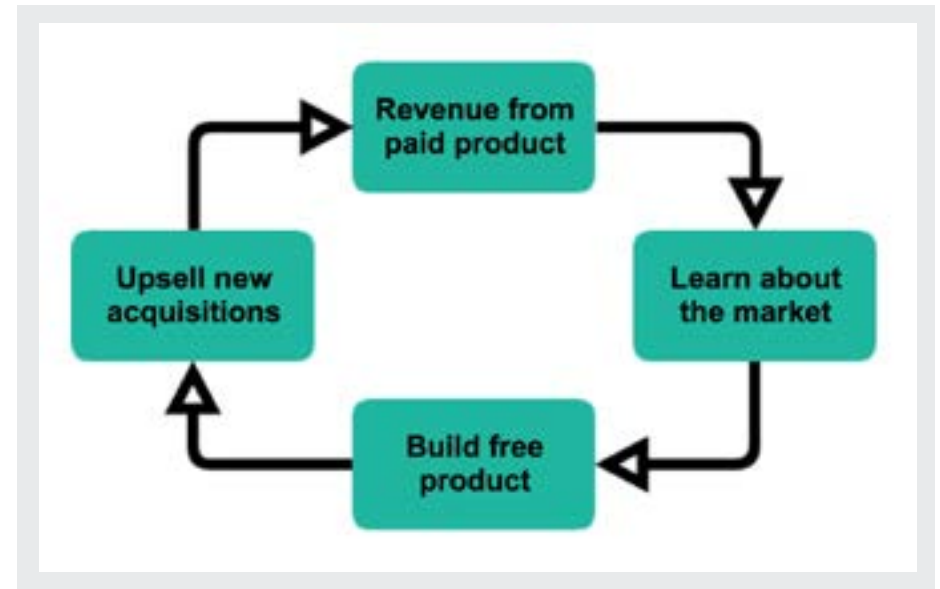 Revenue from
paid product
Upsell new
acquisitions
Learn about
the market
Build free
product